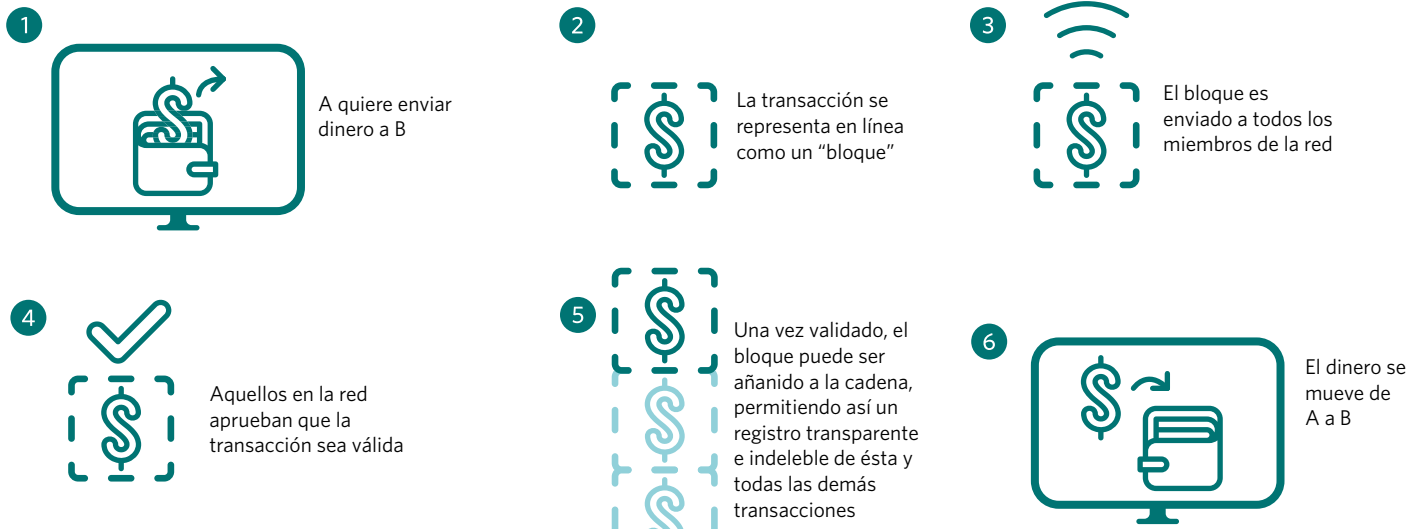 1
A quiere enviar
dinero a B
2
La transacción se
representa en línea
como un “bloque”
3
El bloque es
enviado a todos los
miembros de la red
4
Aquellos en la red
aprueban que la
transacción sea válida
5
Una vez validado, el
bloque puede ser
añanido a la cadena,
permitiendo así un
registro transparente
e indeleble de ésta y
todas las demás
transacciones
6
El dinero se
mueve de
A a B